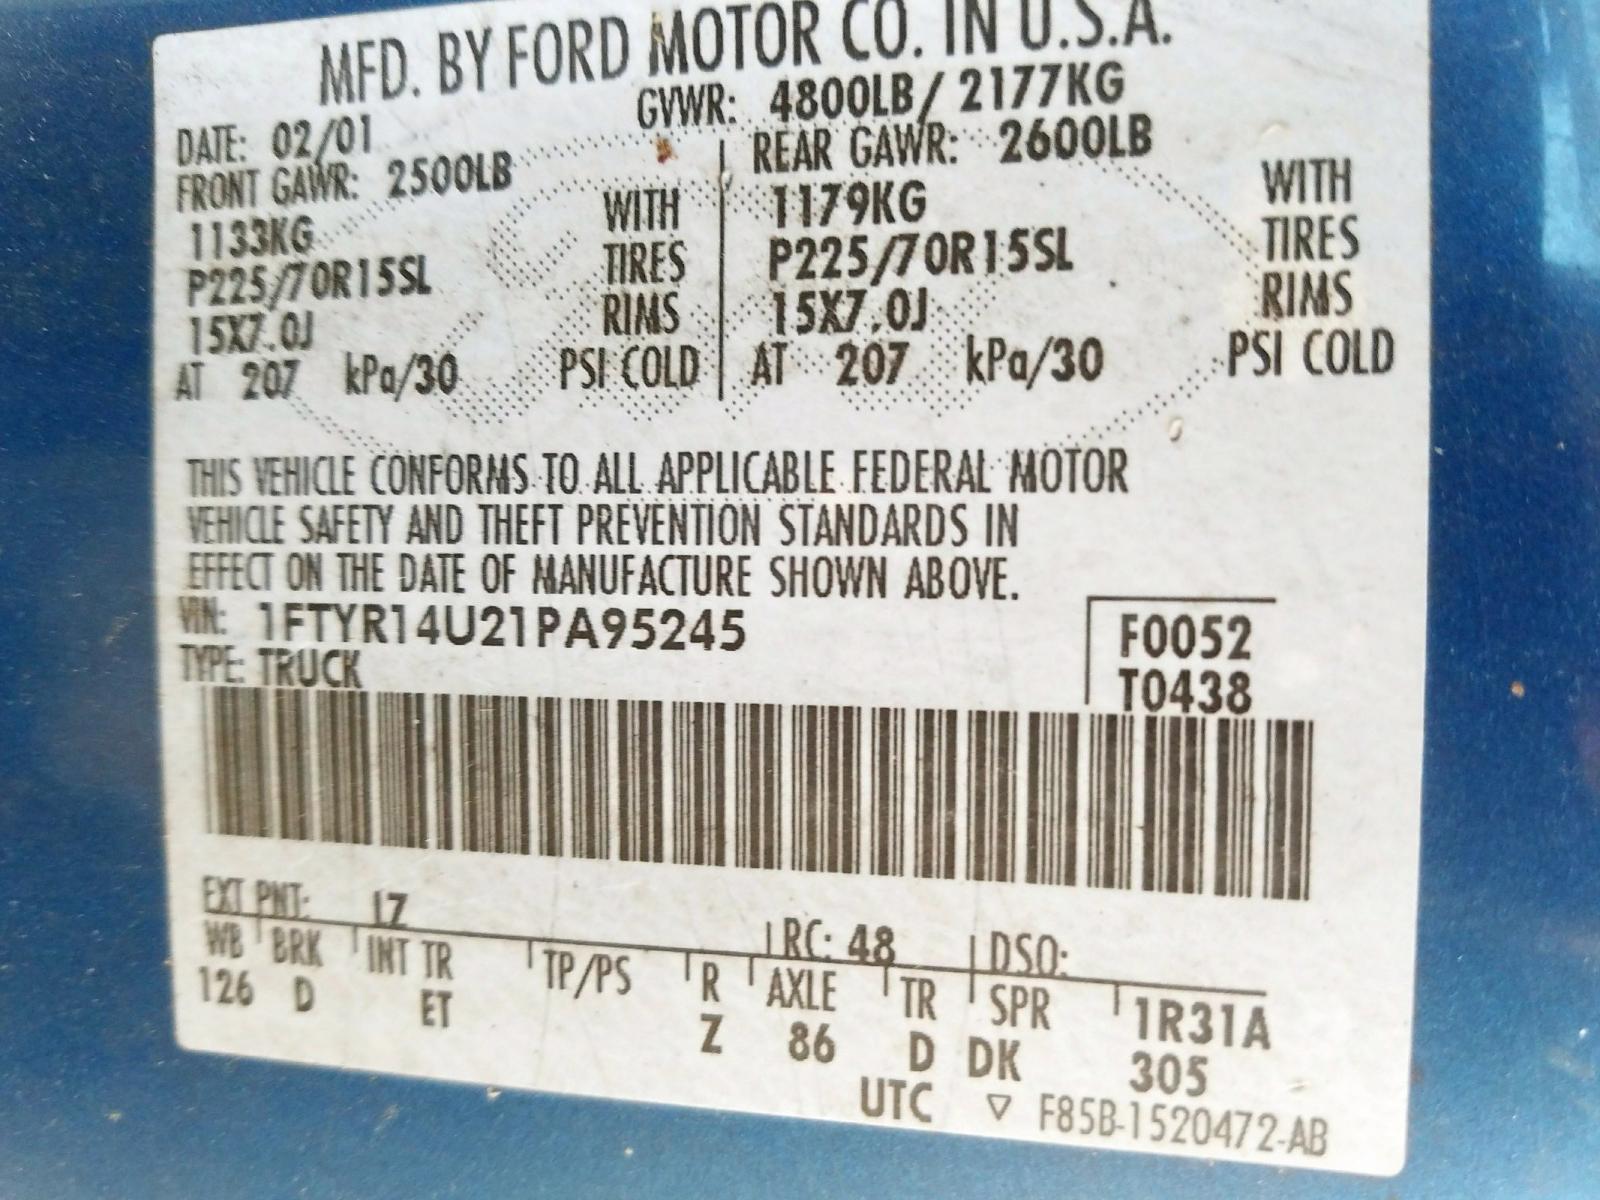 MFD. BY FORD MOTOR CO. IN U.S.A.
DATE: 02/01 GVWR: 4800LB/ 2177KG
FRONT GAWR: 2500LB REAR GAWR: 2600LB
1133KG WITH 1179KG WITH
P225/70R15SL TIRES P225/70R15SL TIRES
15X7.0J RIMS 15X7.0J RIMS
AT 207 kPa/30 PSI COLD AT 207 kPa/30 PSI COLD
THIS VEHICLE CONFORMS TO ALL APPLICABLE FEDERAL MOTOR
VEHICLE SAFETY AND THEFT PREVENTION STANDARDS IN
EFFECT ON THE DATE OF MANUFACTURE SHOWN ABOVE.
VIN: 1FTYR14U21PA95245 F0052
TYPE: TRUCK T0438
EXT PNT: 17 RC: 48 DSO:
WB BRK INT TR TP/PS R AXLE TR SPR 1R31A
126 D ET Z 86 D DK 305
UTC ▽ F85B-1520472-AB